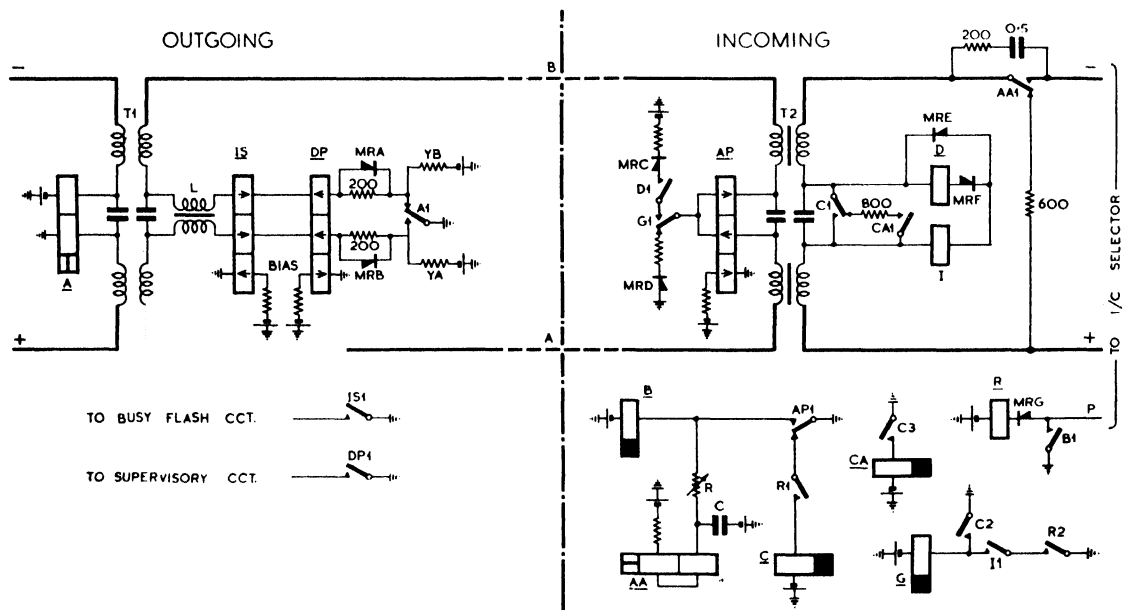 OUTGOING
INCOMING
200
0.5
−
B
−
AA1
T1
T2
MRE
IS
DP
MRA
YB
MRC
AP
D
L
200
A1
D1
MRF
C1
800
600
G1
CA1
200
BIAS
MRB
YA
MRD
I
A
+
A
+
TO I/C SELECTOR
B
R
MRG
P
IS1
AP1
TO BUSY FLASH CCT.
C3
B1
CA
DP1
TO SUPERVISORY CCT.
R
R1
C
C2
R2
I1
AA
C
G